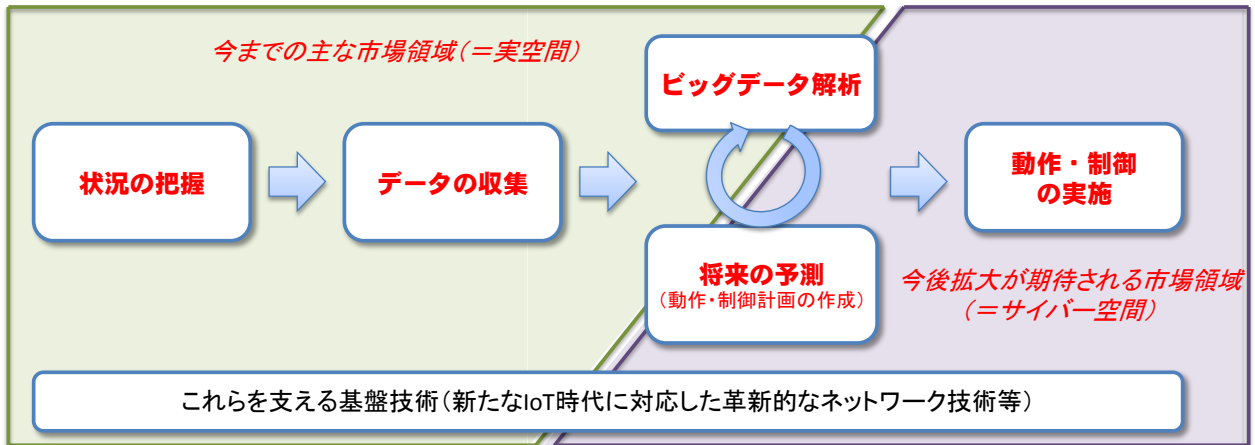 今までの主な市場領域(＝実空間)
ビッグデータ解析
状況の把握
データの収集
動作・制御
の実施
将来の予測
(動作・制御計画の作成)
今後拡大が期待される市場領域
(＝サイバー空間)
これらを支える基盤技術(新たなIoT時代に対応した革新的なネットワーク技術等)